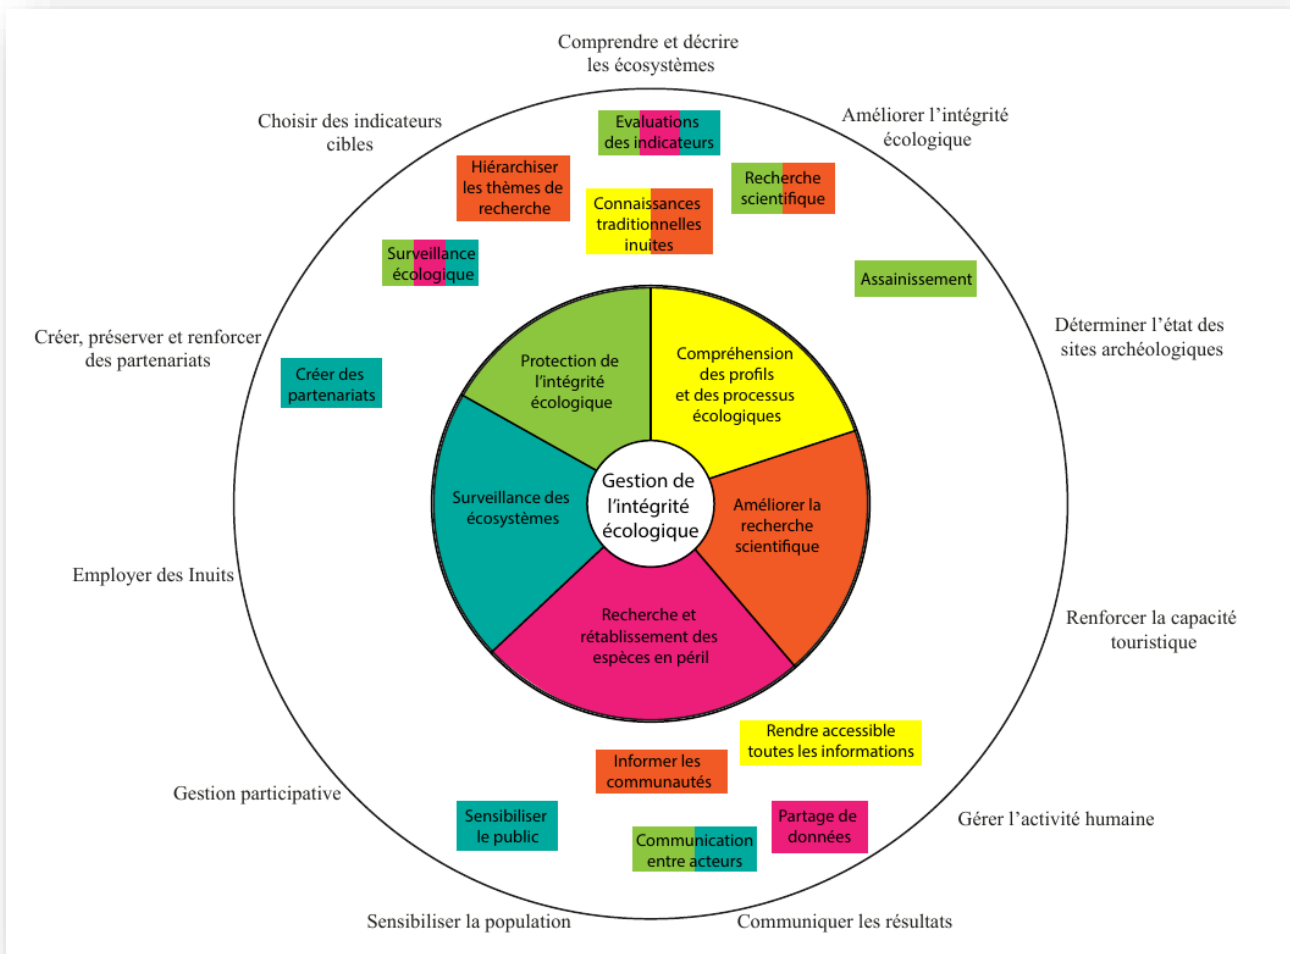 Comprendre et décrire
les écosystèmes
Choisir des indicateurs
cibles
Améliorer l’intégrité
écologique
Evaluations
des indicateurs
Hiérarchiser
les thèmes de
recherche
Recherche
scientifique
Connaissances
traditionnelles
inuites
Surveillance
écologique
Assainissement
Créer, préserver et renforcer
des partenariats
Déterminer l’état des
sites archéologiques
Créer des
partenariats
Protection de
l’intégrité
écologique
Compréhension
des profils
et des processus
écologiques
Surveillance des
écosystèmes
Gestion de
l’intégrité
écologique
Améliorer la
recherche
scientifique
Employer des Inuits
Recherche et
rétablissement des
espèces en péril
Renforcer la capacité
touristique
Rendre accessible
toutes les informations
Informer les
communautés
Gestion participative
Sensibiliser
le public
Partage de
données
Gérer l’activité humaine
Communication
entre acteurs
Sensibiliser la population
Communiquer les résultats